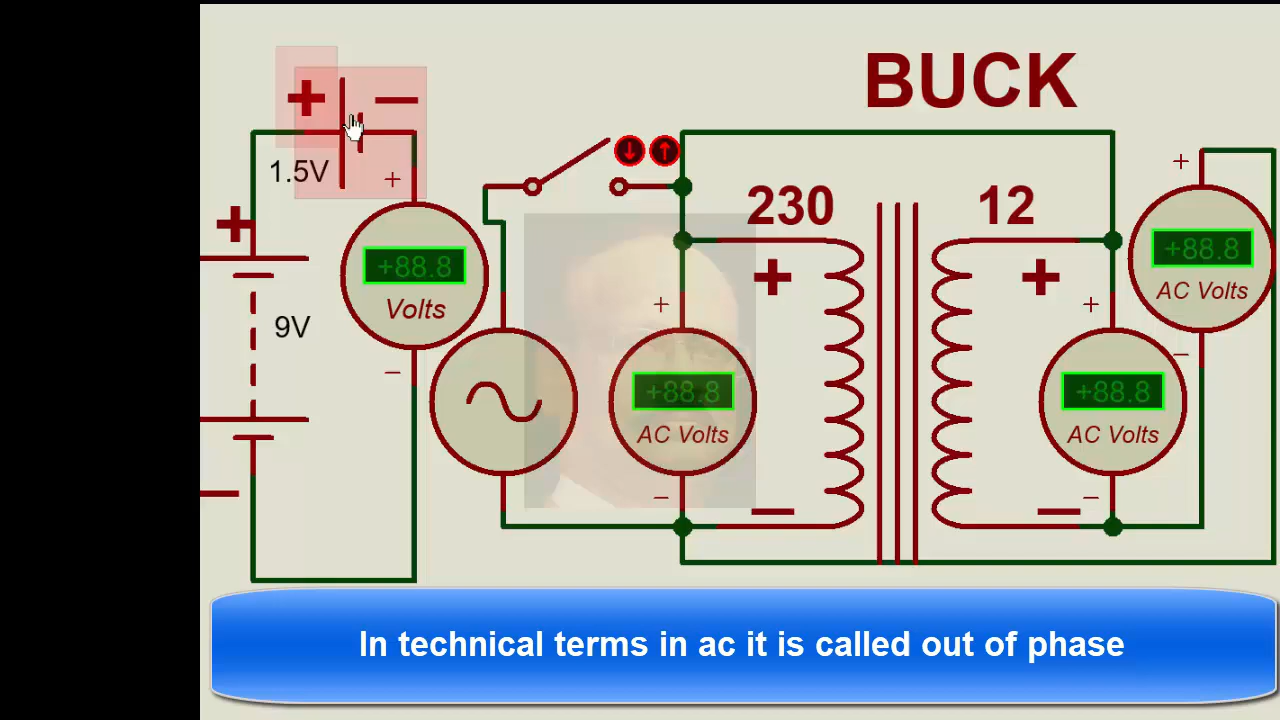 BUCK
+ −
1.5V
+
+
+88.8
Volts
−
9V
+
−
230
12
+
+
+
+88.8
AC Volts
−
−
+
+88.8
AC Volts
−
−
+
+88.8
AC Volts
−
In technical terms in ac it is called out of phase